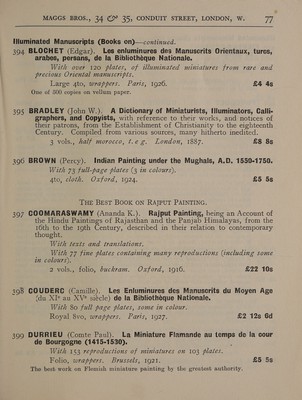 MAGGS BROS., 34 & 35, CONDUIT STREET, LONDON, W. 77
Illuminated Manuscripts (Books on)—continued.
394 BLOCHET (Edgar). Les enluminures des Manuscrits Orientaux, turcs,
arabes, persans, de la Bibliothèque Nationale.
With over 120 plates, of illuminated miniatures from rare and
precious Oriental manuscripts.
Large 4to, wrappers. Paris, 1926. £4 4s
One of 500 copies on vellum paper.
395 BRADLEY (John W.). A Dictionary of Miniaturists, Illuminators, Calli-
graphers, and Copyists, with reference to their works, and notices of
their patrons, from the Establishment of Christianity to the eighteenth
Century. Compiled from various sources, many hitherto inedited.
3 vols., half morocco, t. e. g. London, 1887. £8 8s
396 BROWN (Percy). Indian Painting under the Mughals, A.D. 1550-1750.
With 73 full-page plates (3 in colours).
4to, cloth. Oxford, 1924. £5 5s
THE BEST BOOK ON RAJPUT PAINTING.
397 COOMARASWAMY (Ananda K.). Rajput Painting, being an Account of
the Hindu Paintings of Rajasthan and the Panjab Himalayas, from the
16th to the 19th Century, described in their relation to contemporary
thought.
With texts and translations.
With 77 fine plates containing many reproductions (including some
in colours).
2 vols., folio, buckram. Oxford, 1916. £22 10s
398 COUDERC (Camille). Les Enluminures des Manuscrits du Moyen Age
(du XIe au XVe siècle) de la Bibliothèque Nationale.
With 80 full page plates, some in colour.
Royal 8vo, wrappers. Paris, 1927. £2 12s 6d
399 DURRIEU (Comte Paul). La Miniature Flamande au temps de la cour
de Bourgogne (1415-1530).
With 153 reproductions of miniatures on 103 plates.
Folio, wrappers. Brussels, 1921. £5 5s
The best work on Flemish miniature painting by the greatest authority.